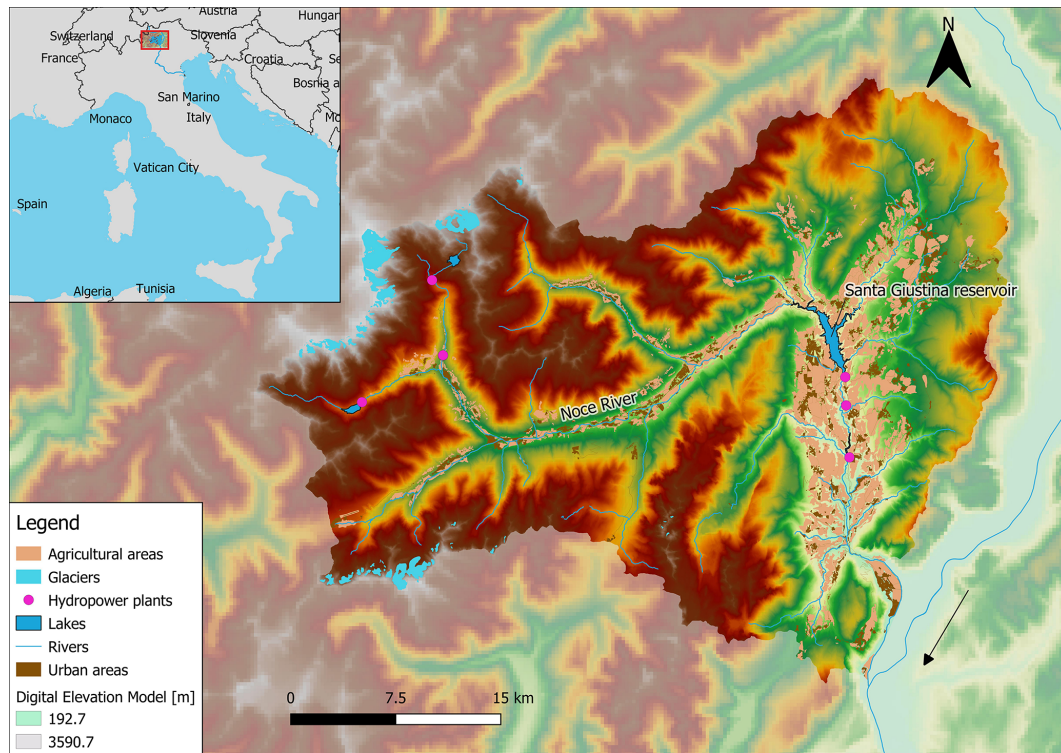 Austria
Hungar
Switzerland
Slovenia
France
Croatia
Se
Bosnia a
San Marino
Monaco
Italy
Mo
Vatican City
Spain
A
Algeria
Tunisia
N
Santa Giustina reservoir
Noce River
Legend
Agricultural areas
Glaciers
Hydropower plants
Lakes
Rivers
Urban areas
Digital Elevation Model [m]
192.7
3590.7
0 7.5 15 km